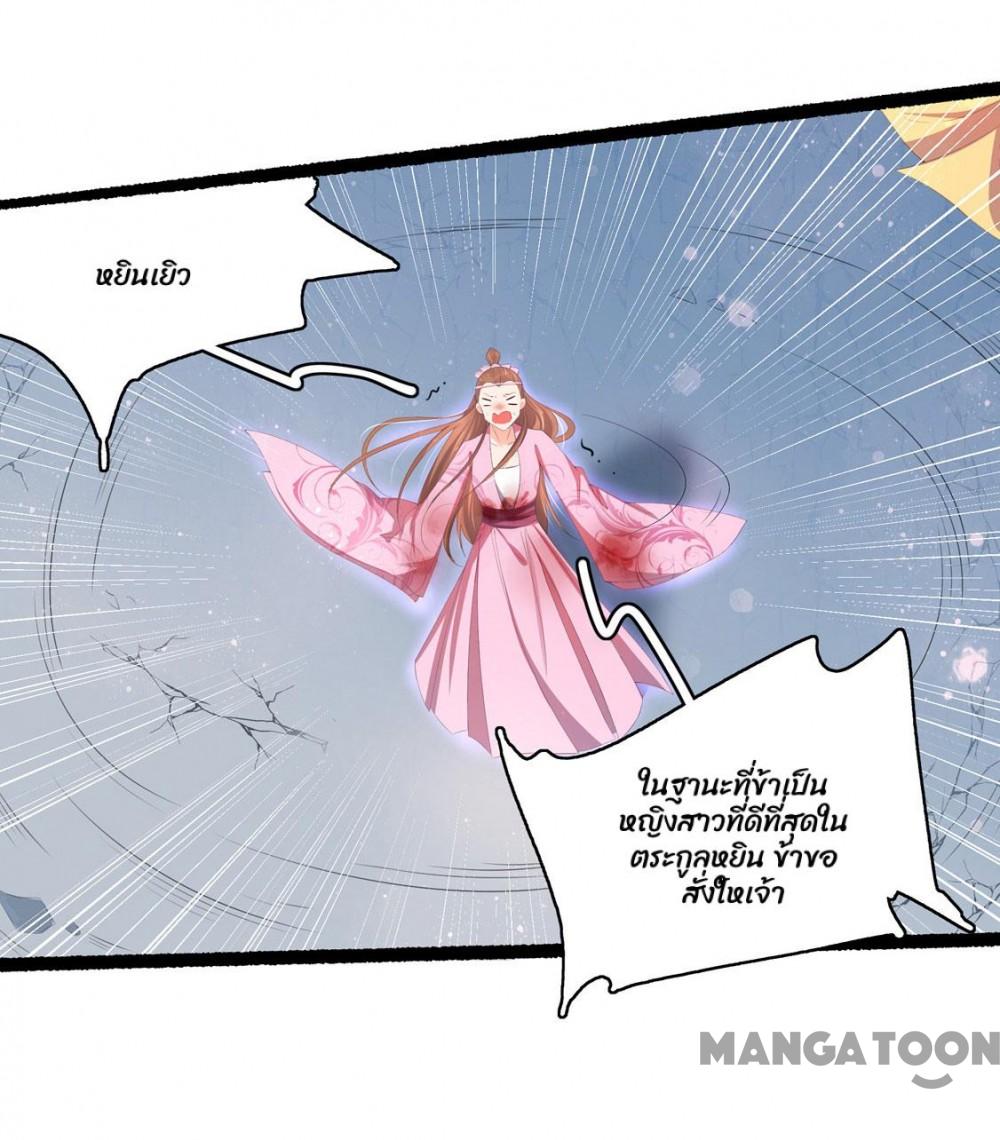 หยินเยิว
ในฐานะที่ข้าเป็น
หญิงสาวที่ดีที่สุดใน
ตระกูลหยิน ข้าขอ
สั่งใหเจ้า
MANGATOON